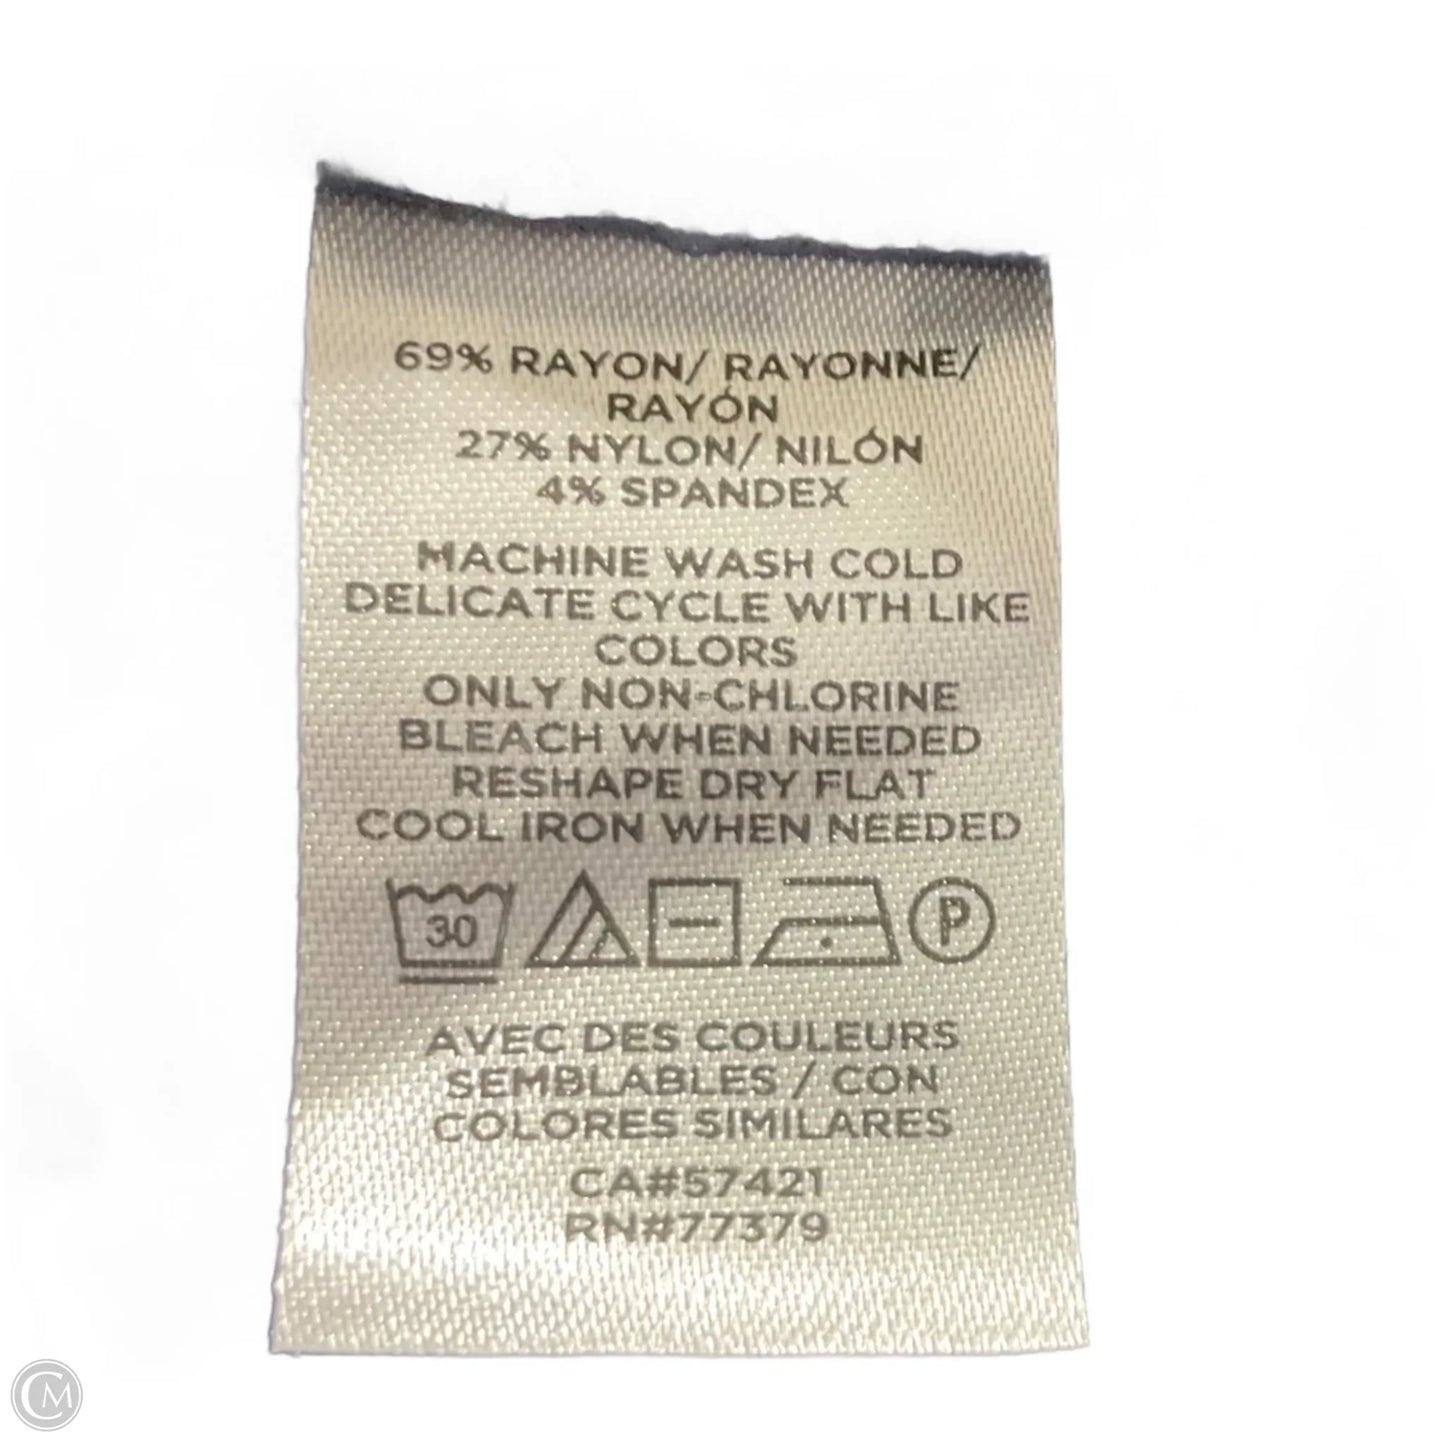 69% RAYON/ RAYONNE/
RAYÓN
27% NYLON/ NILÓN
4% SPANDEX
MACHINE WASH COLD
DELICATE CYCLE WITH LIKE
COLORS
ONLY NON-CHLORINE
BLEACH WHEN NEEDED
RESHAPE DRY FLAT
COOL IRON WHEN NEEDED
30 P
AVEC DES COULEURS
SEMBLABLES / CON
COLORES SIMILARES
CA#57421
RN#77379
CM